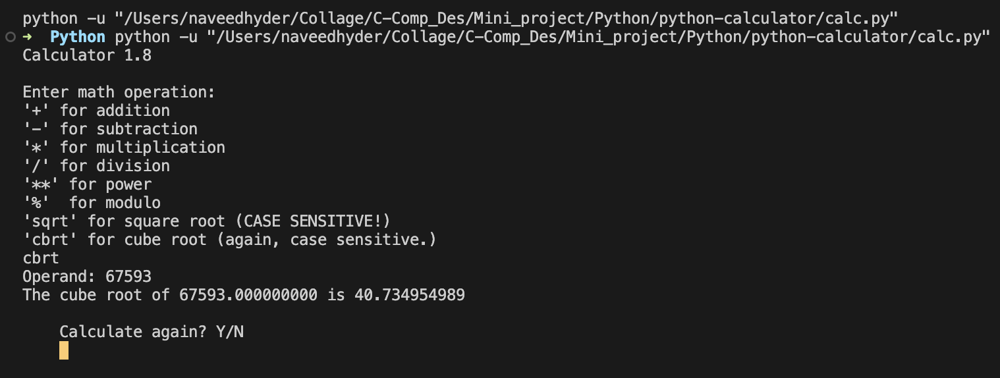 python -u "/Users/naveedhyder/Collage/C-Comp_Des/Mini_project/Python/python-calculator/calc.py"
➜  Python python -u "/Users/naveedhyder/Collage/C-Comp_Des/Mini_project/Python/python-calculator/calc.py"
Calculator 1.8
Enter math operation:
'+' for addition
'-' for subtraction
'*' for multiplication
'/' for division
'**' for power
'%'  for modulo
'sqrt' for square root (CASE SENSITIVE!)
'cbrt' for cube root (again, case sensitive.)
cbrt
Operand: 67593
The cube root of 67593.000000000 is 40.734954989
Calculate again? Y/N